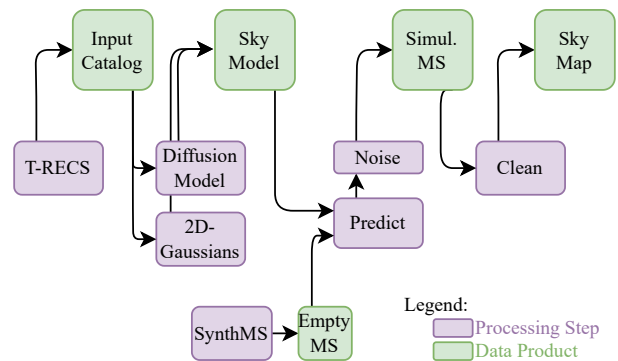 Input
Catalog
Sky
Model
Simul.
MS
Sky
Map
T-RECS
Diffusion
Model
Noise
Clean
2D-
Gaussians
Predict
SynthMS
Empty
MS
Legend:
Processing Step
Data Product